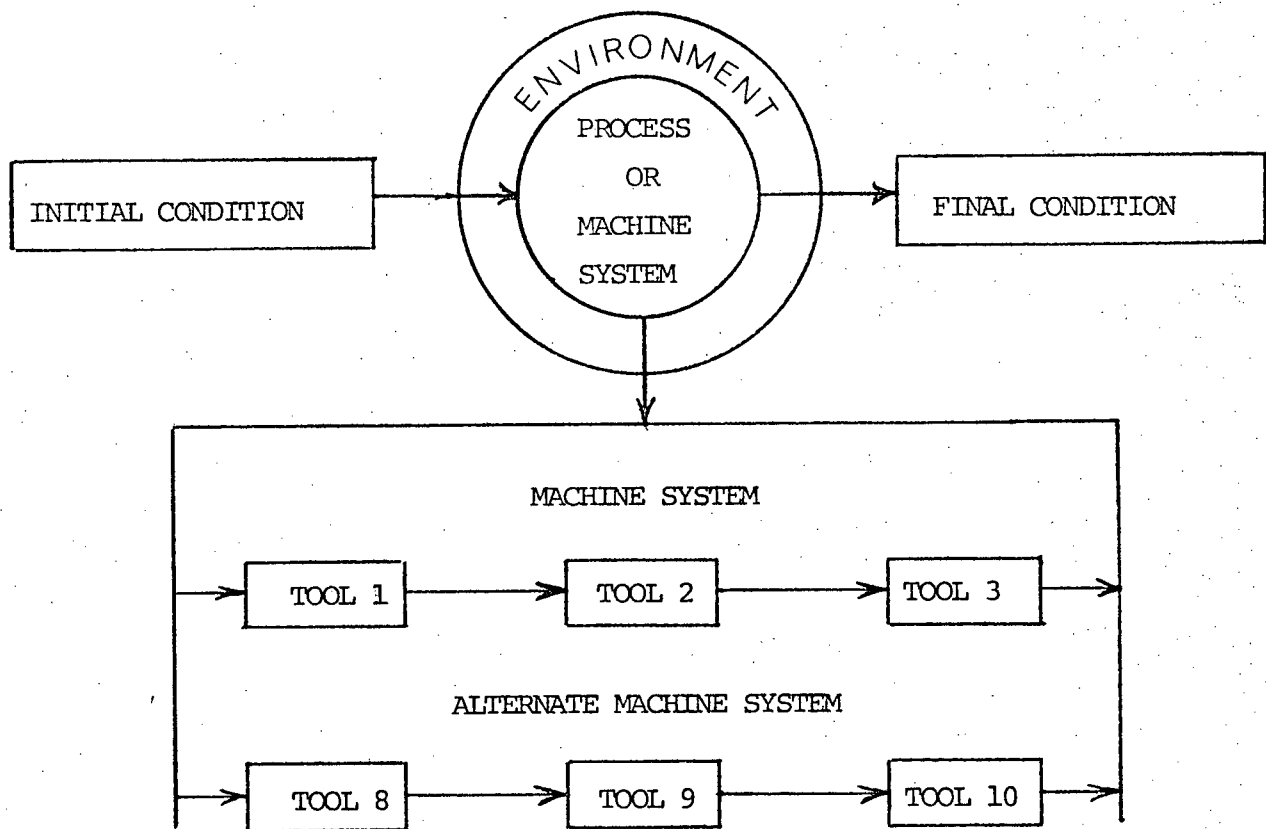 ENVIRONMENT
PROCESS
OR
MACHINE
SYSTEM
INITIAL CONDITION
FINAL CONDITION
MACHINE SYSTEM
TOOL 1
TOOL 2
TOOL 3
ALTERNATE MACHINE SYSTEM
TOOL 8
TOOL 9
TOOL 10